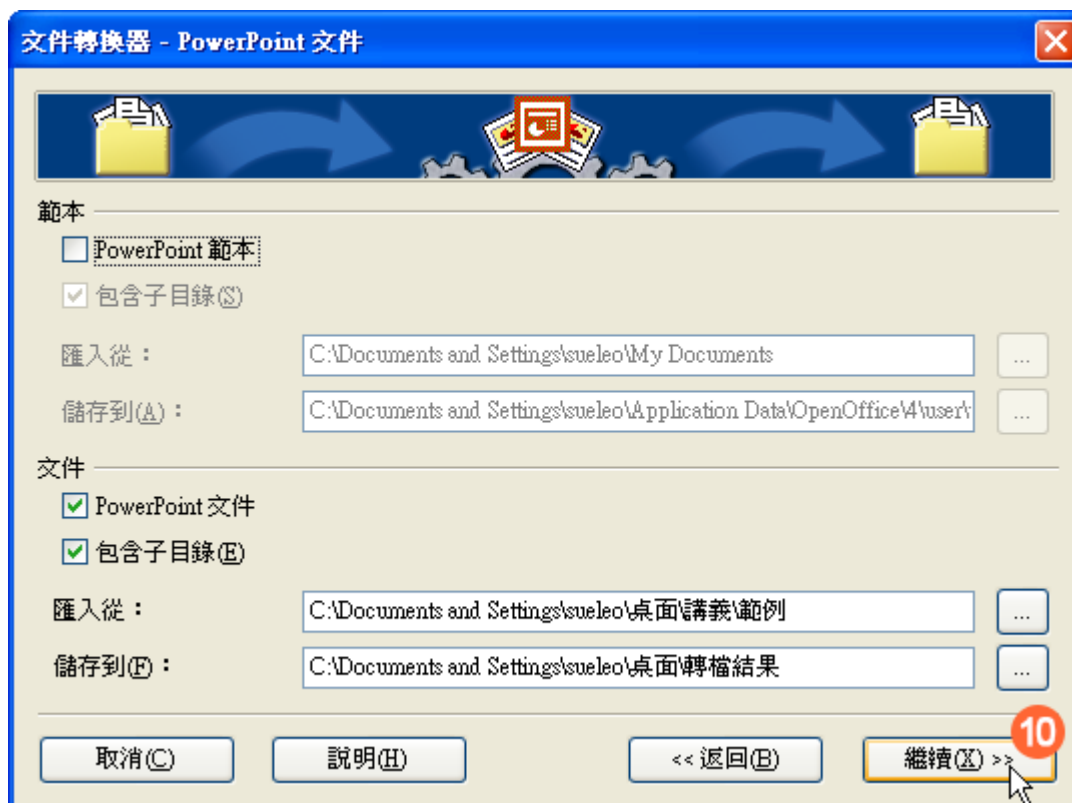 文件轉換器 - PowerPoint 文件
範本
PowerPoint 範本
包含子目錄(S)
匯入從：
C:\Documents and Settings\sueleo\My Documents
...
儲存到(A)：
C:\Documents and Settings\sueleo\Application Data\OpenOffice\4\user\
...
文件
PowerPoint 文件
包含子目錄(E)
匯入從：
C:\Documents and Settings\sueleo\桌面\講義\範例
...
儲存到(F)：
C:\Documents and Settings\sueleo\桌面\轉檔結果
...
10
取消(C)
說明(H)
<< 返回(B)
繼續(X) >>